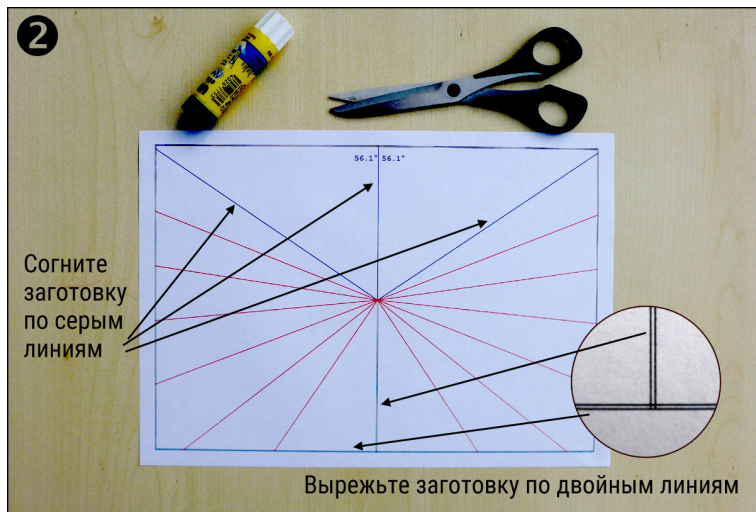 2
56.1° 56.1°
Согните
заготовку
по серым
линиям
Вырежьте заготовку по двойным линиям